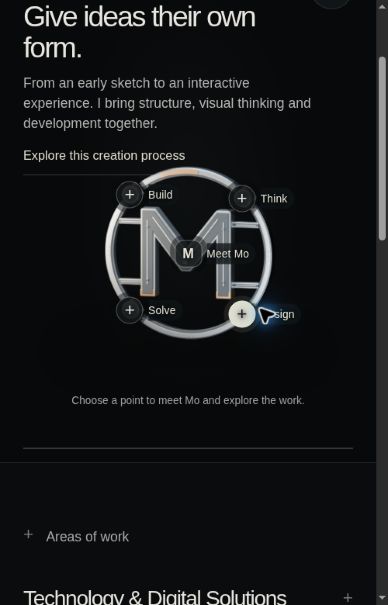 Give ideas their own
form.
From an early sketch to an interactive
experience. I bring structure, visual thinking and
development together.
Explore this creation process
Build
Think
M
Meet Mo
Solve
sign
Choose a point to meet Mo and explore the work.
Areas of work
Technology & Digital Solutions